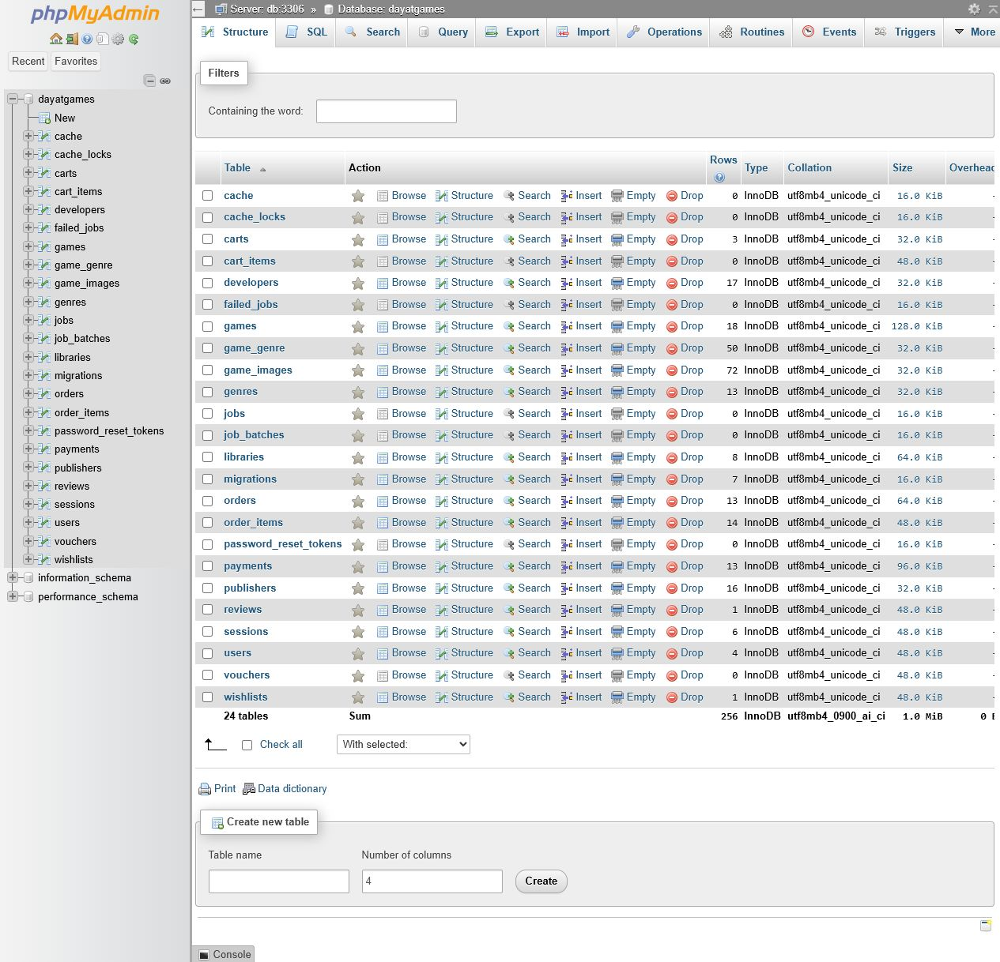 phpMyAdmin
Recent Favorites
dayatgames
New
cache
cache_locks
carts
cart_items
developers
failed_jobs
games
game_genre
game_images
genres
jobs
job_batches
libraries
migrations
orders
order_items
password_reset_tokens
payments
publishers
reviews
sessions
users
vouchers
wishlists
information_schema
performance_schema
Server: db:3306 » Database: dayatgames
Structure SQL Search Query Export Import Operations Routines Events Triggers More
Filters
Containing the word:
Table Action Rows Type Collation Size Overhead
cache Browse Structure Search Insert Empty Drop 0 InnoDB utf8mb4_unicode_ci 16.0 KiB -
cache_locks Browse Structure Search Insert Empty Drop 0 InnoDB utf8mb4_unicode_ci 16.0 KiB -
carts Browse Structure Search Insert Empty Drop 3 InnoDB utf8mb4_unicode_ci 32.0 KiB -
cart_items Browse Structure Search Insert Empty Drop 0 InnoDB utf8mb4_unicode_ci 48.0 KiB -
developers Browse Structure Search Insert Empty Drop 17 InnoDB utf8mb4_unicode_ci 32.0 KiB -
failed_jobs Browse Structure Search Insert Empty Drop 0 InnoDB utf8mb4_unicode_ci 16.0 KiB -
games Browse Structure Search Insert Empty Drop 18 InnoDB utf8mb4_unicode_ci 128.0 KiB -
game_genre Browse Structure Search Insert Empty Drop 50 InnoDB utf8mb4_unicode_ci 32.0 KiB -
game_images Browse Structure Search Insert Empty Drop 72 InnoDB utf8mb4_unicode_ci 32.0 KiB -
genres Browse Structure Search Insert Empty Drop 13 InnoDB utf8mb4_unicode_ci 32.0 KiB -
jobs Browse Structure Search Insert Empty Drop 0 InnoDB utf8mb4_unicode_ci 16.0 KiB -
job_batches Browse Structure Search Insert Empty Drop 0 InnoDB utf8mb4_unicode_ci 16.0 KiB -
libraries Browse Structure Search Insert Empty Drop 8 InnoDB utf8mb4_unicode_ci 64.0 KiB -
migrations Browse Structure Search Insert Empty Drop 7 InnoDB utf8mb4_unicode_ci 16.0 KiB -
orders Browse Structure Search Insert Empty Drop 13 InnoDB utf8mb4_unicode_ci 64.0 KiB -
order_items Browse Structure Search Insert Empty Drop 14 InnoDB utf8mb4_unicode_ci 48.0 KiB -
password_reset_tokens Browse Structure Search Insert Empty Drop 0 InnoDB utf8mb4_unicode_ci 16.0 KiB -
payments Browse Structure Search Insert Empty Drop 13 InnoDB utf8mb4_unicode_ci 96.0 KiB -
publishers Browse Structure Search Insert Empty Drop 16 InnoDB utf8mb4_unicode_ci 32.0 KiB -
reviews Browse Structure Search Insert Empty Drop 1 InnoDB utf8mb4_unicode_ci 48.0 KiB -
sessions Browse Structure Search Insert Empty Drop 6 InnoDB utf8mb4_unicode_ci 48.0 KiB -
users Browse Structure Search Insert Empty Drop 4 InnoDB utf8mb4_unicode_ci 48.0 KiB -
vouchers Browse Structure Search Insert Empty Drop 0 InnoDB utf8mb4_unicode_ci 48.0 KiB -
wishlists Browse Structure Search Insert Empty Drop 1 InnoDB utf8mb4_unicode_ci 48.0 KiB -
24 tables Sum 256 InnoDB utf8mb4_0900_ai_ci 1.0 MiB 0 B
Check all With selected:
Print Data dictionary
Create new table
Table name Number of columns
4 Create
Console